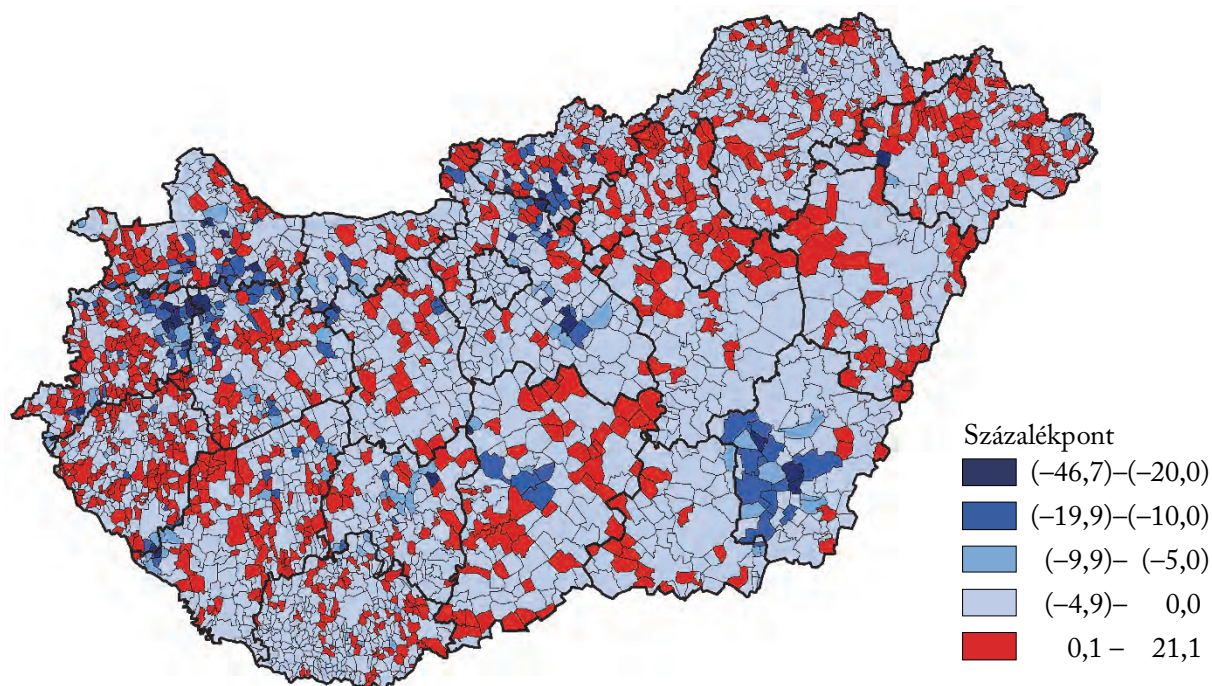 Százalékpont
(–46,7)–(–20,0)
(–19,9)–(–10,0)
(–9,9)– (–5,0)
(–4,9)– 0,0
0,1 – 21,1